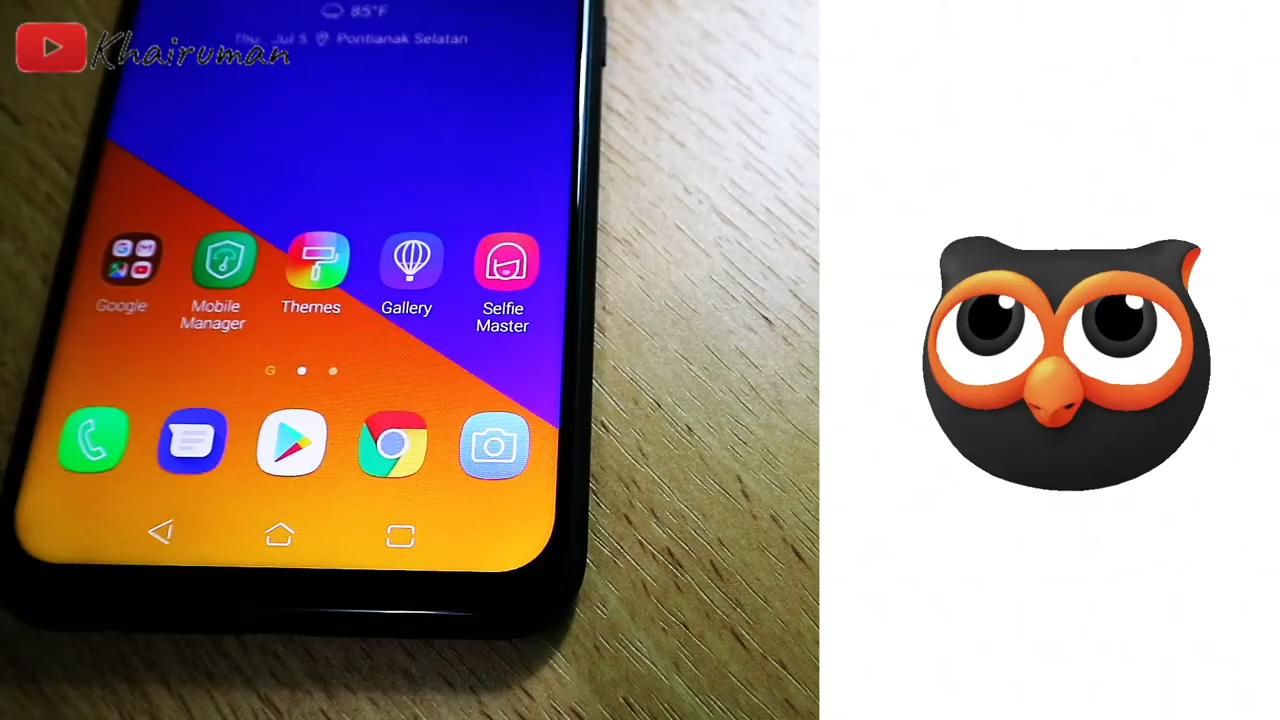 85°F
Khairuman
Thu, Jul 5 Pontianak Selatan
Google
Mobile
Manager
Themes
Gallery
Selfie
Master
G